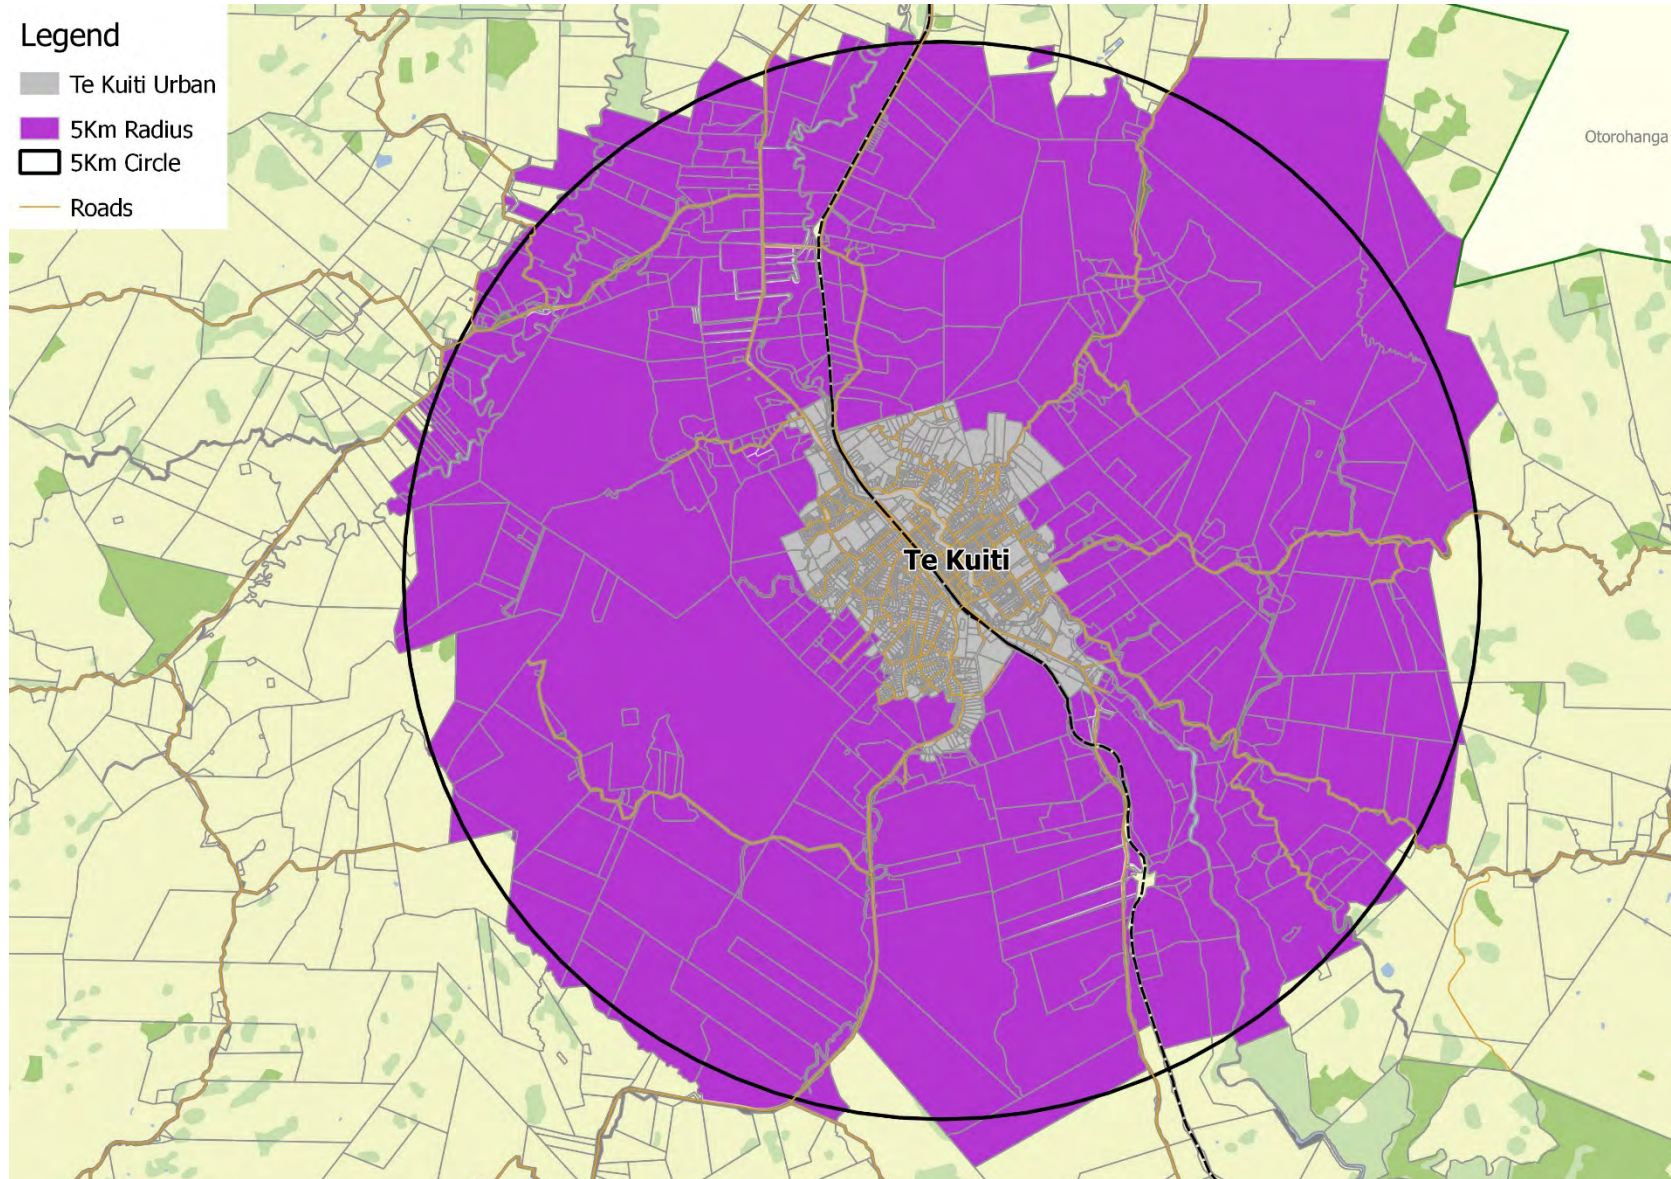 Legend
Te Kuiti Urban
5Km Radius
5Km Circle
Roads
Otorohanga
Te Kuiti